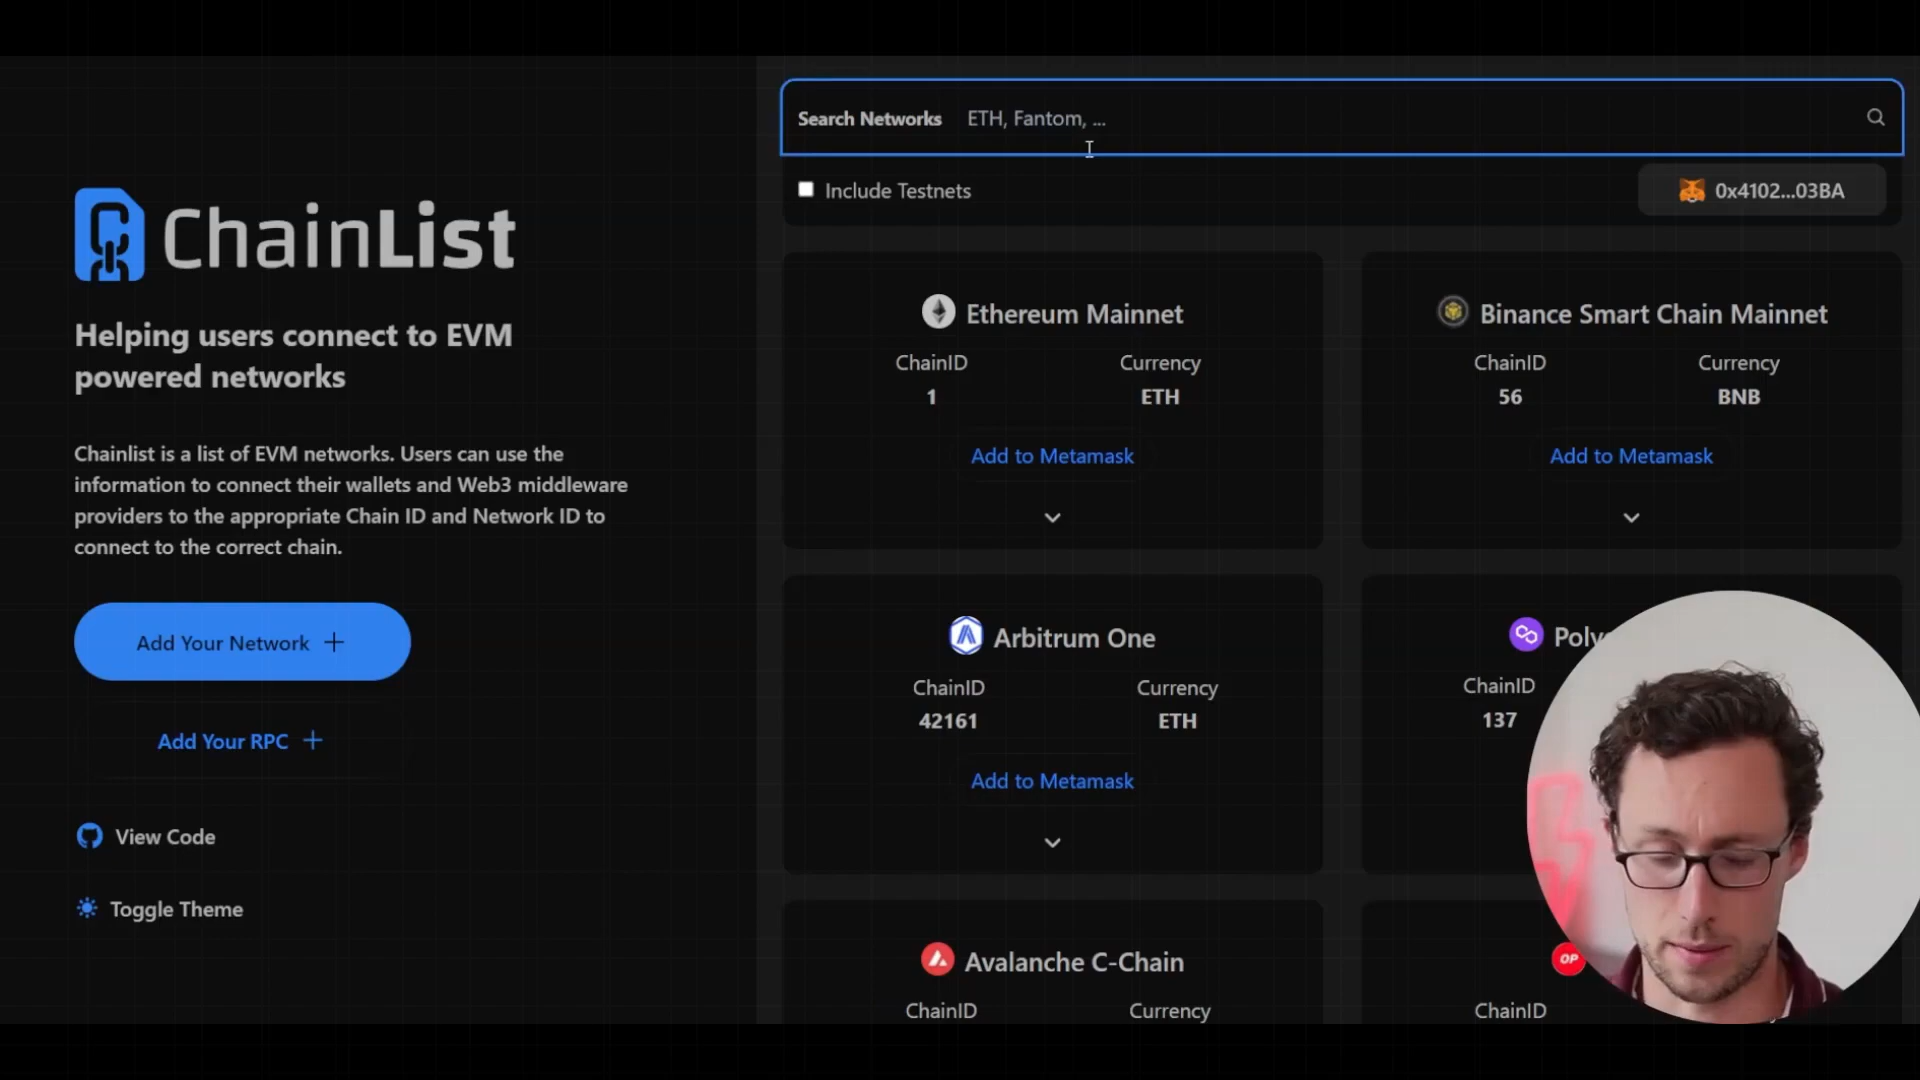 Search Networks ETH, Fantom, ...
Include Testnets
0x4102...03BA
ChainList
Helping users connect to EVM
powered networks
Chainlist is a list of EVM networks. Users can use the
information to connect their wallets and Web3 middleware
providers to the appropriate Chain ID and Network ID to
connect to the correct chain.
Add Your Network
Add Your RPC
View Code
Toggle Theme
Ethereum Mainnet
ChainID Currency
1 ETH
Add to Metamask
Binance Smart Chain Mainnet
ChainID Currency
56 BNB
Add to Metamask
Arbitrum One
ChainID Currency
42161 ETH
Add to Metamask
ChainID
137
Avalanche C-Chain
ChainID Currency
OP
ChainID